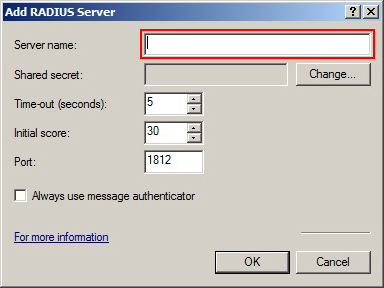 Add RADIUS Server
Server name:
Shared secret:
Change...
Time-out (seconds):
5
Initial score:
30
Port:
1812
Always use message authenticator
For more information
OK
Cancel